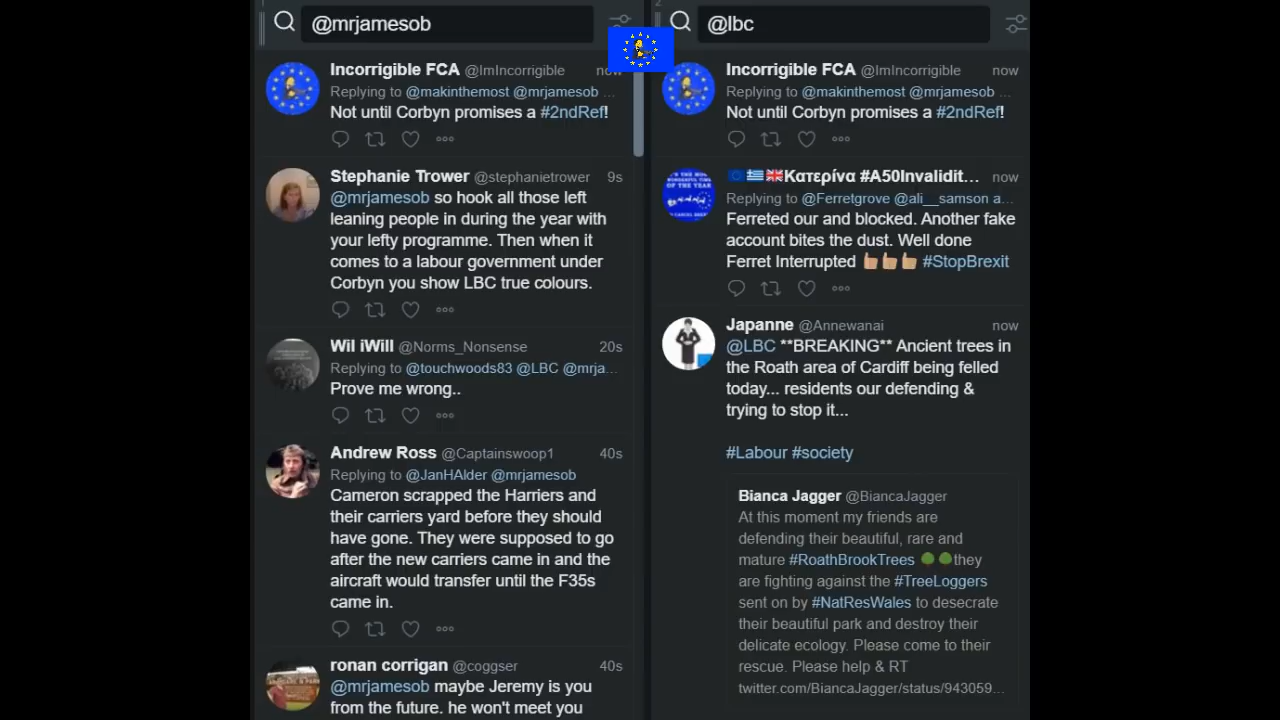 1
@mrjamesob
Incorrigible FCA @ImIncorrigible now
Replying to @makinthemost @mrjamesob ...
Not until Corbyn promises a #2ndRef!
Stephanie Trower @stephanietrower 9s
@mrjamesob so hook all those left
leaning people in during the year with
your lefty programme. Then when it
comes to a labour government under
Corbyn you show LBC true colours.
Wil iWill @Norms_Nonsense 20s
Replying to @touchwoods83 @LBC @mrja...
Prove me wrong..
Andrew Ross @Captainswoop1 40s
Replying to @JanHAlder @mrjamesob
Cameron scrapped the Harriers and
their carriers yard before they should
have gone. They were supposed to go
after the new carriers came in and the
aircraft would transfer until the F35s
came in.
ronan corrigan @coggser 40s
@mrjamesob maybe Jeremy is you
from the future. he won't meet you
2
@lbc
Incorrigible FCA @ImIncorrigible now
Replying to @makinthemost @mrjamesob ...
Not until Corbyn promises a #2ndRef!
🇪🇺🇬🇷🇬🇧Κατερίνα #A50Invalidit... now
Replying to @Ferretgrove @ali__samson a...
Ferreted our and blocked. Another fake
account bites the dust. Well done
Ferret Interrupted 👍🏼👍🏼👍🏼 #StopBrexit
Japanne @Annewanai now
@LBC **BREAKING** Ancient trees in
the Roath area of Cardiff being felled
today... residents our defending &
trying to stop it...
#Labour #society
Bianca Jagger @BiancaJagger
At this moment my friends are
defending their beautiful, rare and
mature #RoathBrookTrees 🌳🌳they
are fighting against the #TreeLoggers
sent on by #NatResWales to desecrate
their beautiful park and destroy their
delicate ecology. Please come to their
rescue. Please help & RT
twitter.com/BiancaJagger/status/943059...